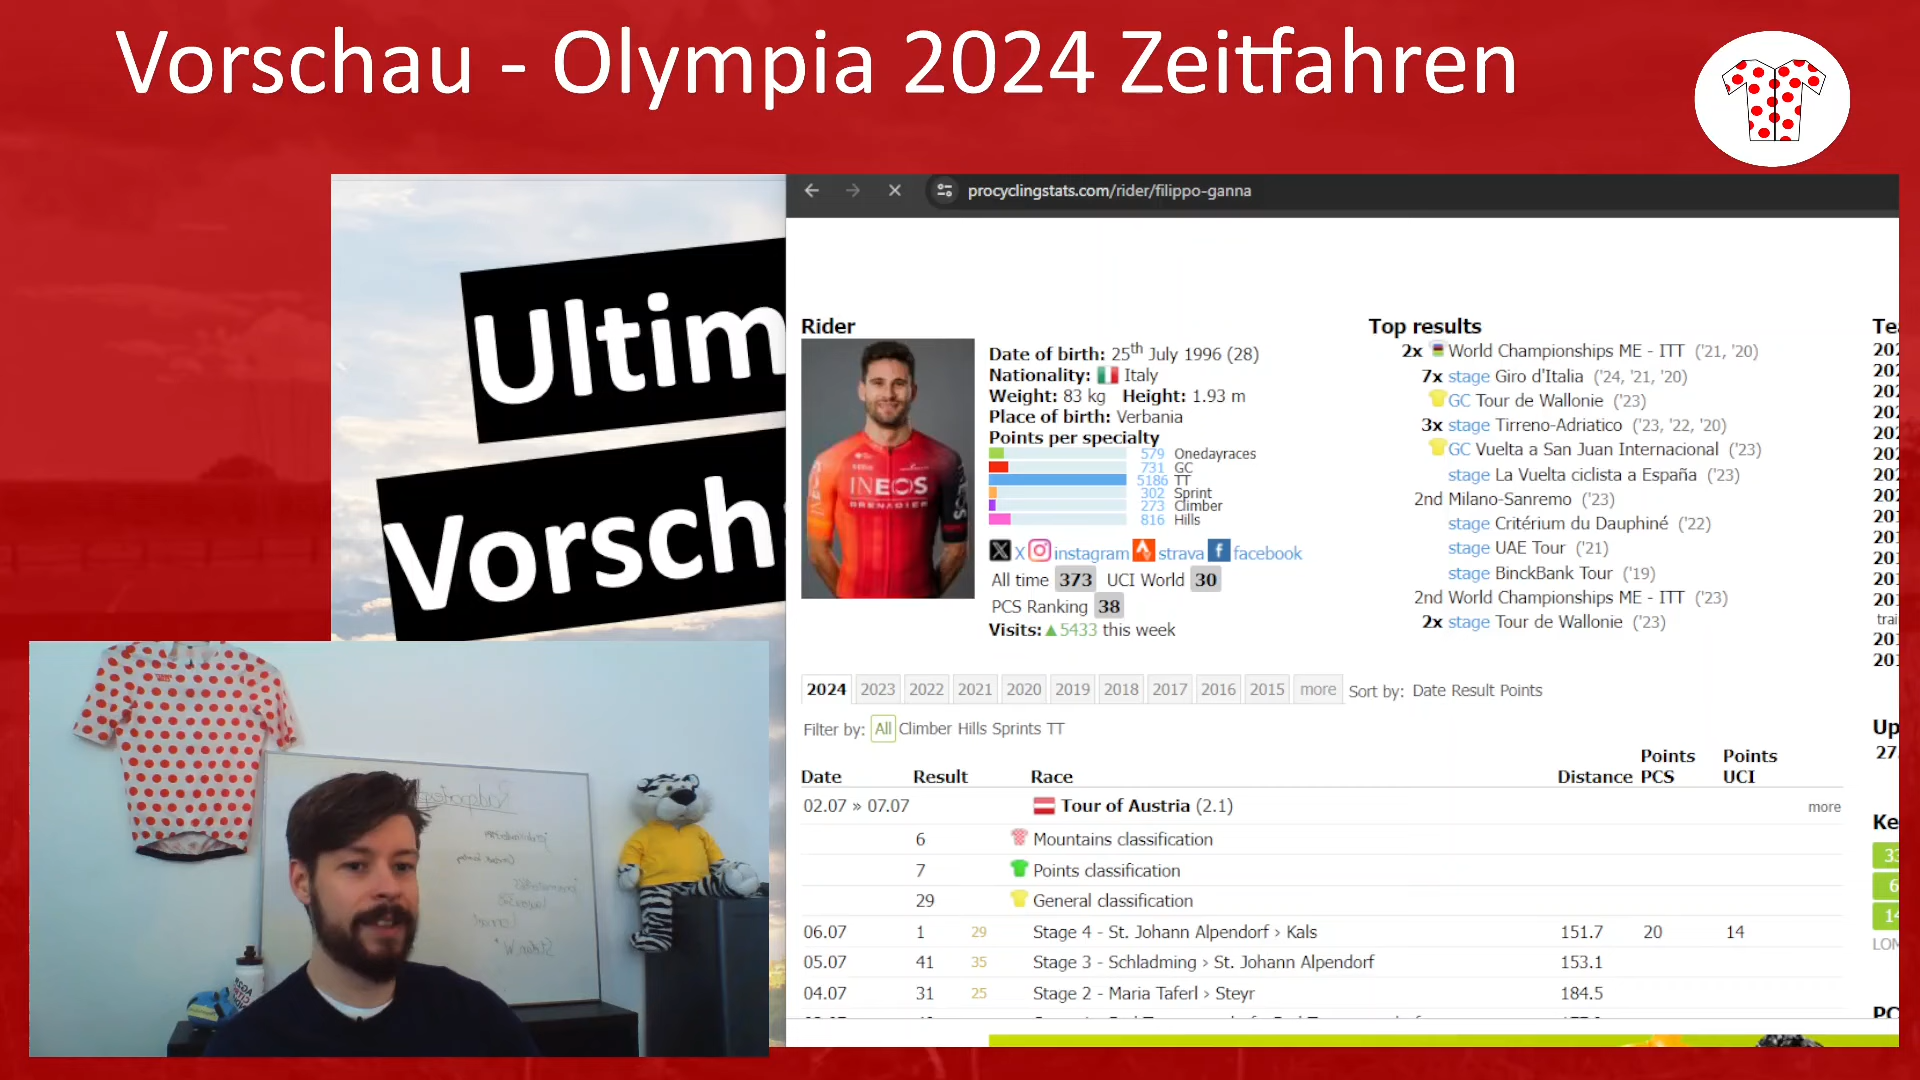 Vorschau - Olympia 2024 Zeitfahren
procyclingstats.com/rider/filippo-ganna
Ultim
Vorsch
Rider
INEOS
GRENADIER
Date of birth: 25th July 1996 (28)
Nationality: Italy
Weight: 83 kg Height: 1.93 m
Place of birth: Verbania
Points per specialty
579 Onedayraces
731 GC
5186 TT
302 Sprint
273 Climber
816 Hills
X instagram strava facebook
All time 373 UCI World 30
PCS Ranking 38
Visits: ▲5433 this week
Top results
2x World Championships ME - ITT ('21, '20)
7x stage Giro d'Italia ('24, '21, '20)
GC Tour de Wallonie ('23)
3x stage Tirreno-Adriatico ('23, '22, '20)
GC Vuelta a San Juan Internacional ('23)
stage La Vuelta ciclista a España ('23)
2nd Milano-Sanremo ('23)
stage Critérium du Dauphiné ('22)
stage UAE Tour ('21)
stage BinckBank Tour ('19)
2nd World Championships ME - ITT ('23)
2x stage Tour de Wallonie ('23)
2024 2023 2022 2021 2020 2019 2018 2017 2016 2015 more Sort by: Date Result Points
Filter by: All Climber Hills Sprints TT
Date Result Race Distance Points PCS Points UCI
02.07 » 07.07 Tour of Austria (2.1) more
6 Mountains classification
7 Points classification
29 General classification
06.07 1 29 Stage 4 - St. Johann Alpendorf › Kals 151.7 20 14
05.07 41 35 Stage 3 - Schladming › St. Johann Alpendorf 153.1
04.07 31 25 Stage 2 - Maria Taferl › Steyr 184.5